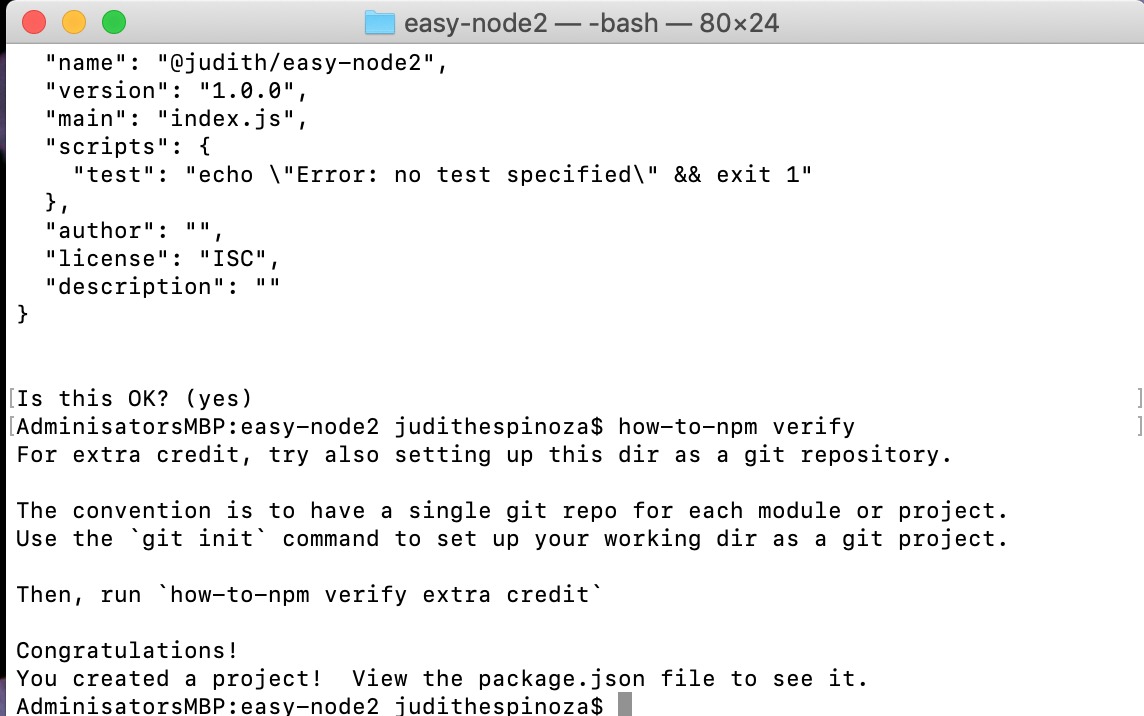 easy-node2 — -bash — 80×24
"name": "@judith/easy-node2",
"version": "1.0.0",
"main": "index.js",
"scripts": {
"test": "echo \"Error: no test specified\" && exit 1"
},
"author": "",
"license": "ISC",
"description": ""
}
[Is this OK? (yes) ]
[AdminisatorsMBP:easy-node2 judithespinoza$ how-to-npm verify ]
For extra credit, try also setting up this dir as a git repository.
The convention is to have a single git repo for each module or project.
Use the `git init` command to set up your working dir as a git project.
Then, run `how-to-npm verify extra credit`
Congratulations!
You created a project!  View the package.json file to see it.
AdminisatorsMBP:easy-node2 judithespinoza$